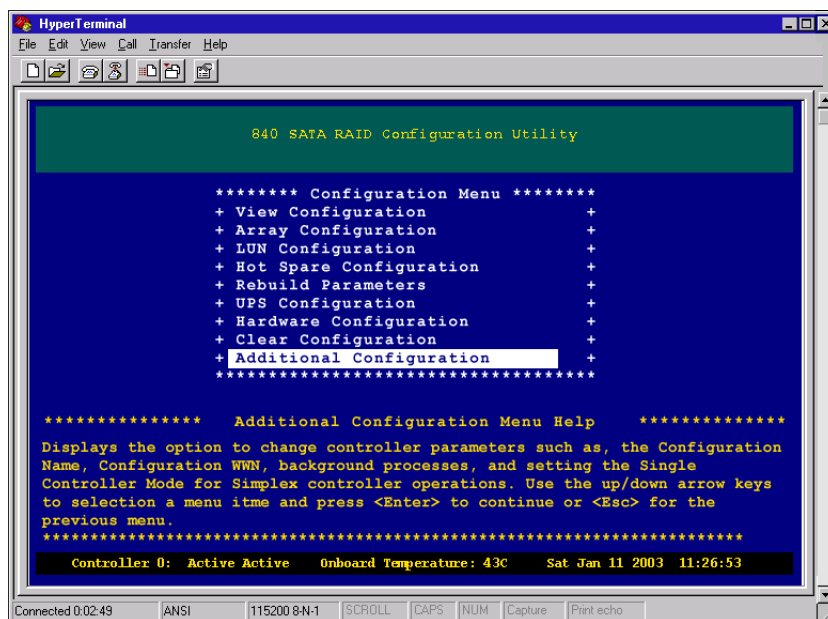 HyperTerminal
File Edit View Call Transfer Help
840 SATA RAID Configuration Utility
******** Configuration Menu ********
+ View Configuration +
+ Array Configuration +
+ LUN Configuration +
+ Hot Spare Configuration +
+ Rebuild Parameters +
+ UPS Configuration +
+ Hardware Configuration +
+ Clear Configuration +
+ Additional Configuration +
************************************
*************** Additional Configuration Menu Help **************
Displays the option to change controller parameters such as, the Configuration
Name, Configuration WWN, background processes, and setting the Single
Controller Mode for Simplex controller operations. Use the up/down arrow keys
to selection a menu itme and press <Enter> to continue or <Esc> for the
previous menu.
**********************************************************************
Controller 0: Active Active Onboard Temperature: 43C Sat Jan 11 2003 11:26:53
Connected 0:02:49 ANSI 115200 8-N-1 SCROLL CAPS NUM Capture Print echo